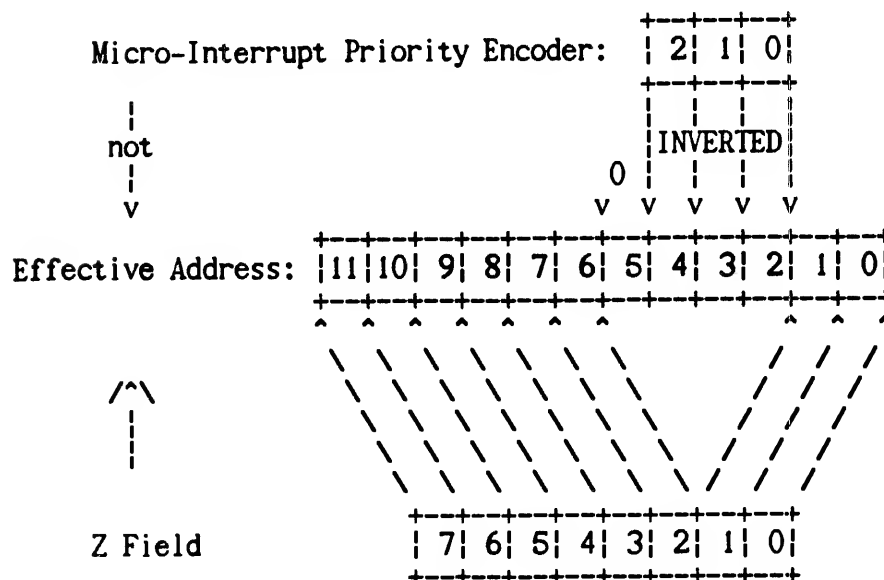 +---+---+---+
Micro-Interrupt Priority Encoder: | 2| 1| 0|
+---+---+---+
not INVERTED
0
v v v v v v
+---+---+---+---+---+---+---+---+---+---+---+---+
Effective Address: |11|10| 9| 8| 7| 6| 5| 4| 3| 2| 1| 0|
+---+---+---+---+---+---+---+---+---+---+---+---+
^ ^ ^ ^ ^ ^ ^ ^ ^ ^
/^\
+---+---+---+---+---+---+---+---+
Z Field | 7| 6| 5| 4| 3| 2| 1| 0|
+---+---+---+---+---+---+---+---+